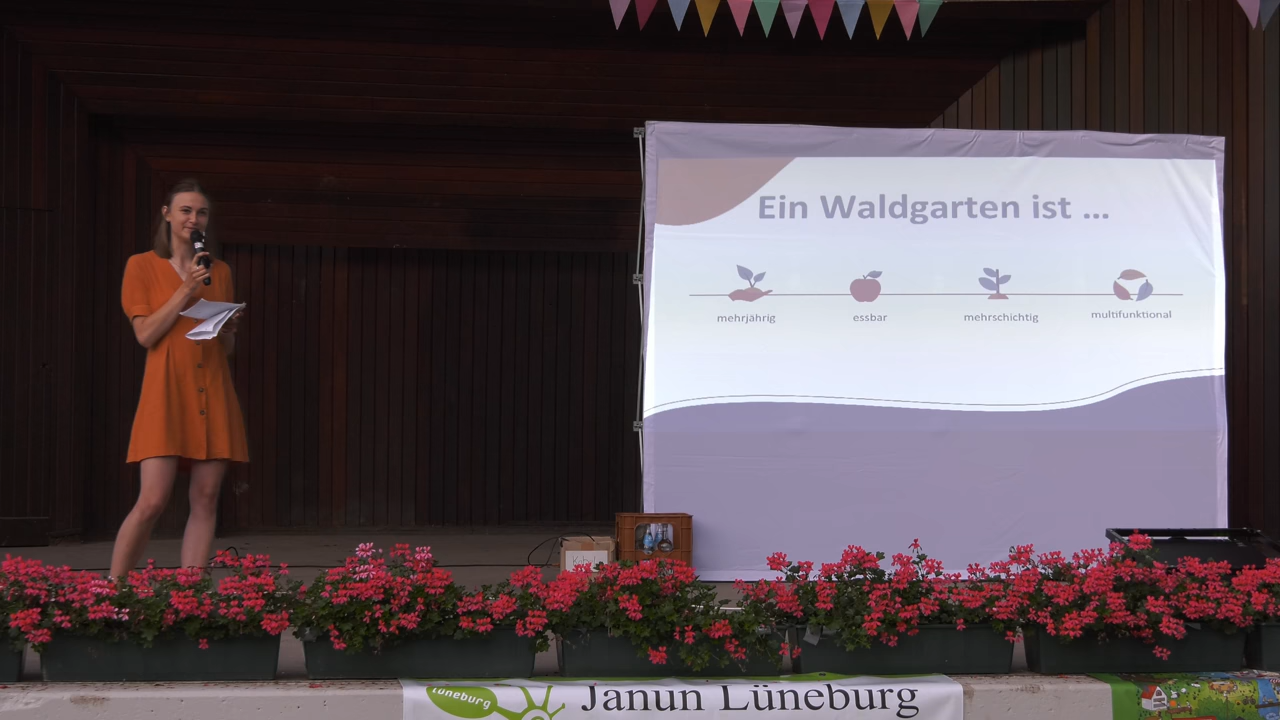 Ein Waldgarten ist ...
mehrjährig
essbar
mehrschichtig
multifunktional
lüneburg
Janun Lüneburg